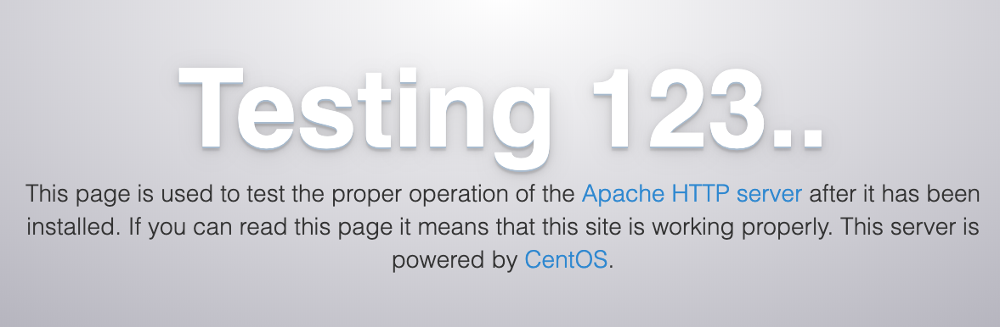 Testing 123..
This page is used to test the proper operation of the Apache HTTP server after it has been
installed. If you can read this page it means that this site is working properly. This server is
powered by CentOS.